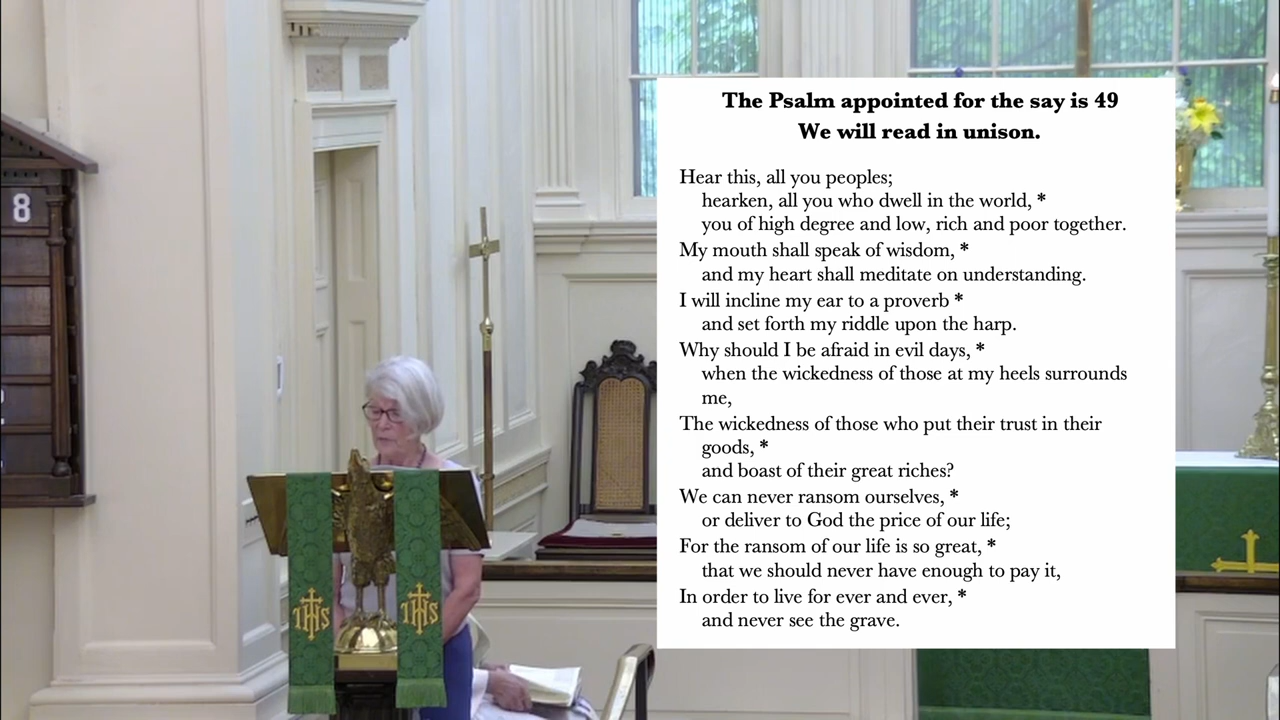 The Psalm appointed for the say is 49
We will read in unison.
Hear this, all you peoples;
hearken, all you who dwell in the world, *
you of high degree and low, rich and poor together.
My mouth shall speak of wisdom, *
and my heart shall meditate on understanding.
I will incline my ear to a proverb *
and set forth my riddle upon the harp.
Why should I be afraid in evil days, *
when the wickedness of those at my heels surrounds
me,
The wickedness of those who put their trust in their
goods, *
and boast of their great riches?
We can never ransom ourselves, *
or deliver to God the price of our life;
For the ransom of our life is so great, *
that we should never have enough to pay it,
In order to live for ever and ever, *
and never see the grave.
8
IHS
IHS